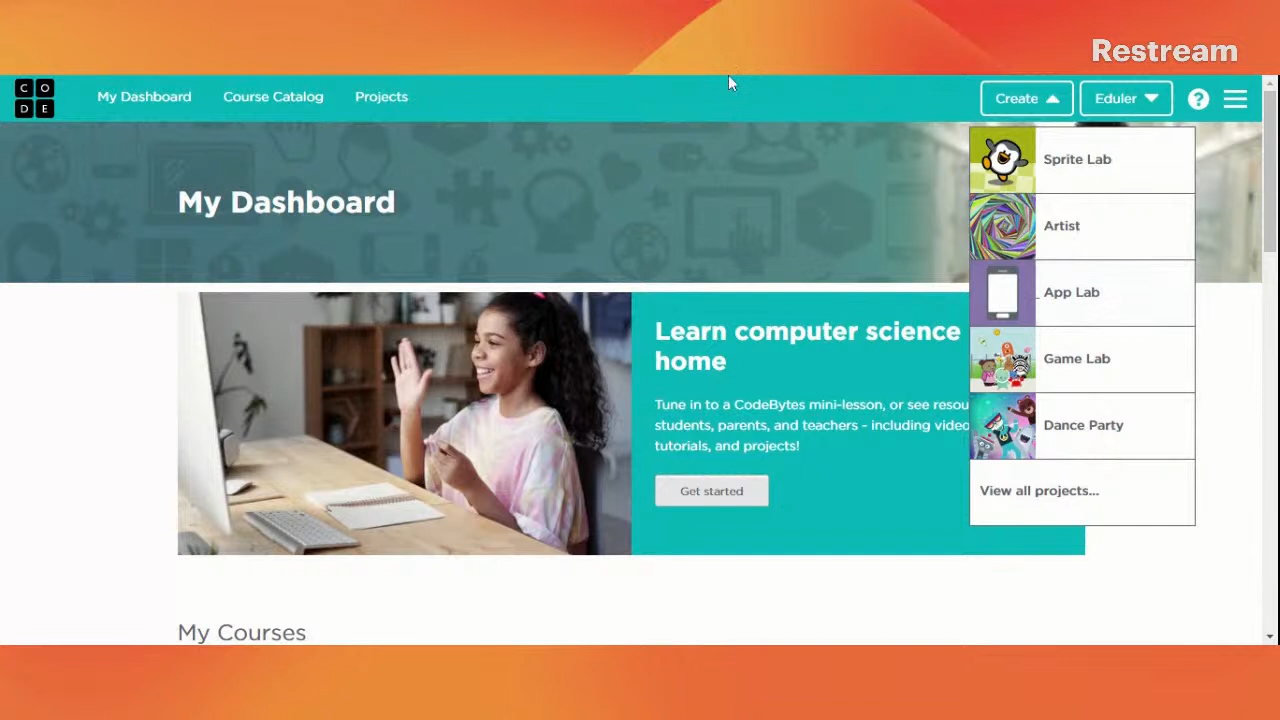 Restream
CODE
My Dashboard
Course Catalog
Projects
Create
Eduler
?
My Dashboard
Sprite Lab
Artist
App Lab
Game Lab
Dance Party
View all projects...
Learn computer science
home
Tune in to a CodeBytes mini-lesson, or see
students, parents, and teachers - including
tutorials, and projects!
Get started
My Courses